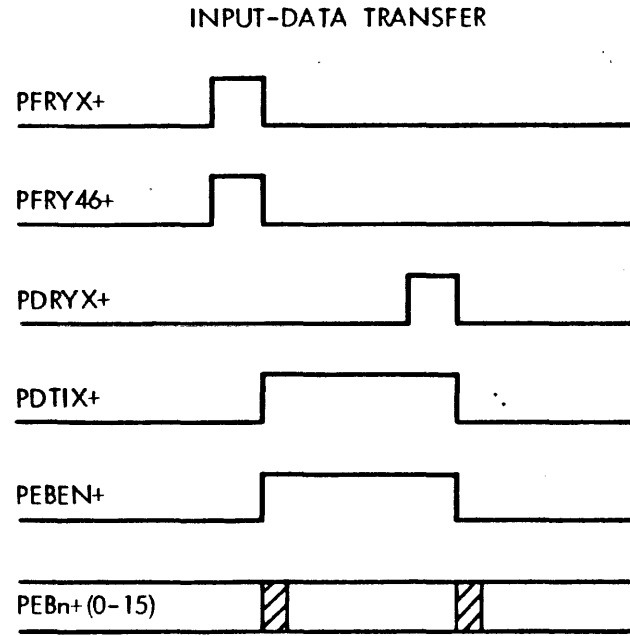 INPUT-DATA TRANSFER
PFRYX+
PFRY46+
PDRYX+
PDTIX+
PEBEN+
PEBn+(0-15)